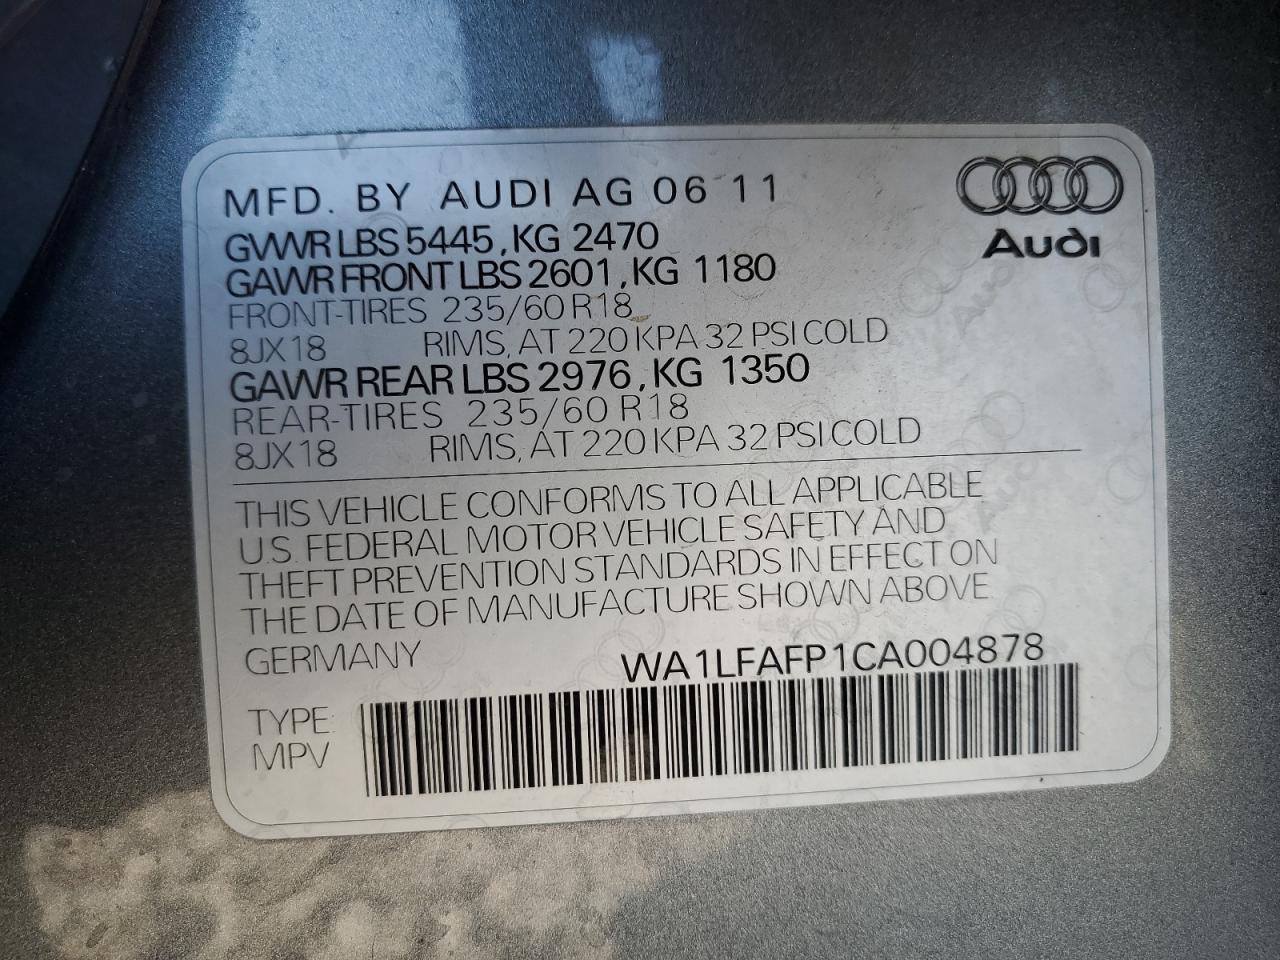 MFD. BY AUDI AG 06 11
Audi
GVWR LBS 5445, KG 2470
GAWR FRONT LBS 2601, KG 1180
FRONT-TIRES 235/60 R18
8JX18 RIMS, AT 220 KPA 32 PSI COLD
GAWR REAR LBS 2976, KG 1350
REAR-TIRES 235/60 R18
8JX18 RIMS, AT 220 KPA 32 PSI COLD
THIS VEHICLE CONFORMS TO ALL APPLICABLE
U.S. FEDERAL MOTOR VEHICLE SAFETY AND
THEFT PREVENTION STANDARDS IN EFFECT ON
THE DATE OF MANUFACTURE SHOWN ABOVE
GERMANY WA1LFAFP1CA004878
TYPE:
MPV